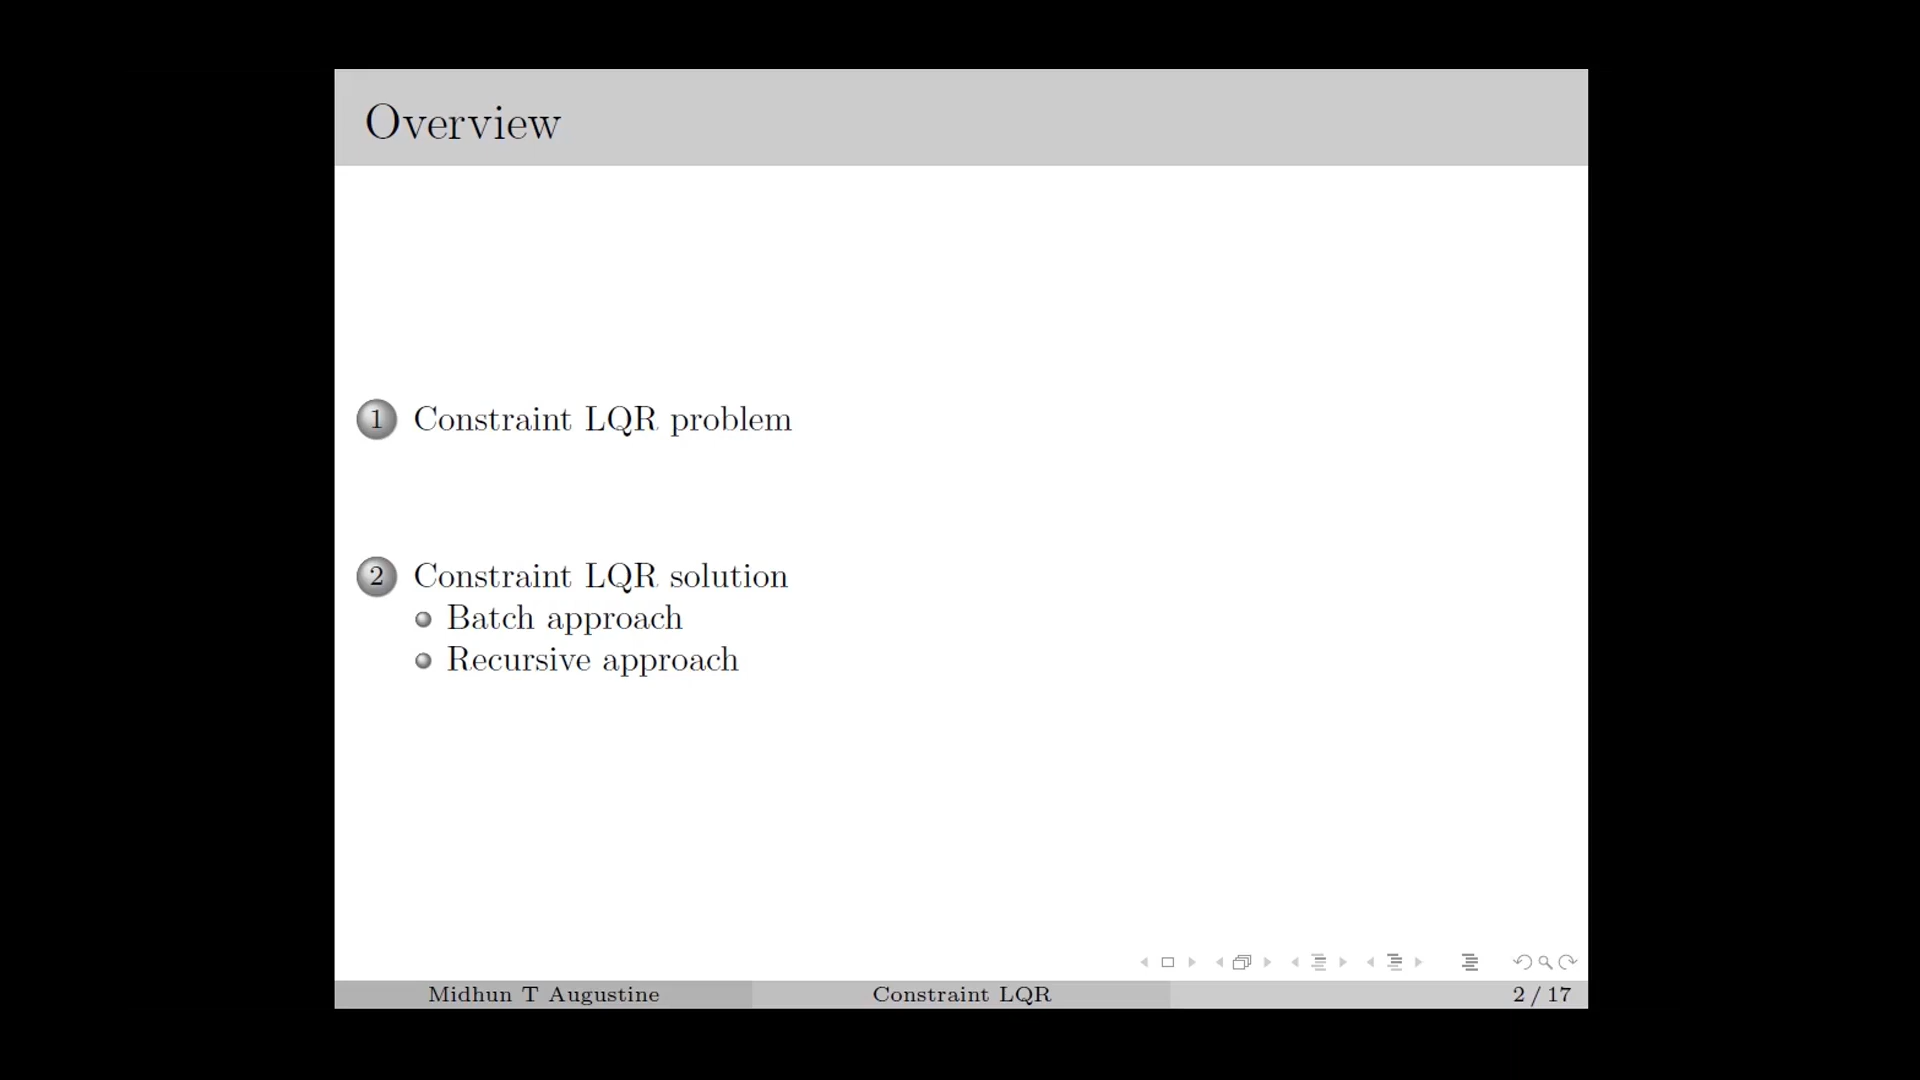 Overview
1 Constraint LQR problem
2 Constraint LQR solution
Batch approach
Recursive approach
Midhun T Augustine Constraint LQR 2 / 17